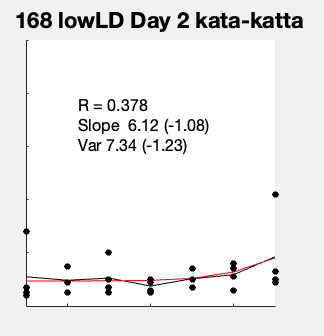 168 lowLD Day 2 kata-katta
R = 0.378
Slope  6.12 (-1.08)
Var 7.34 (-1.23)